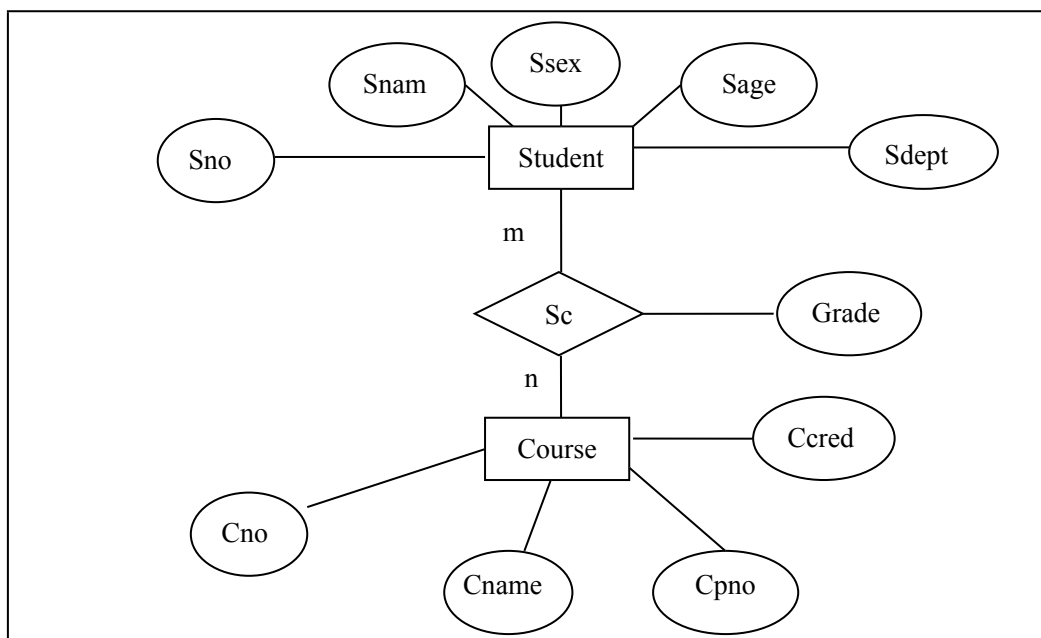 Ssex
Snam
Sage
Sno
Student
Sdept
m
Sc
Grade
n
Course
Ccred
Cno
Cname
Cpno